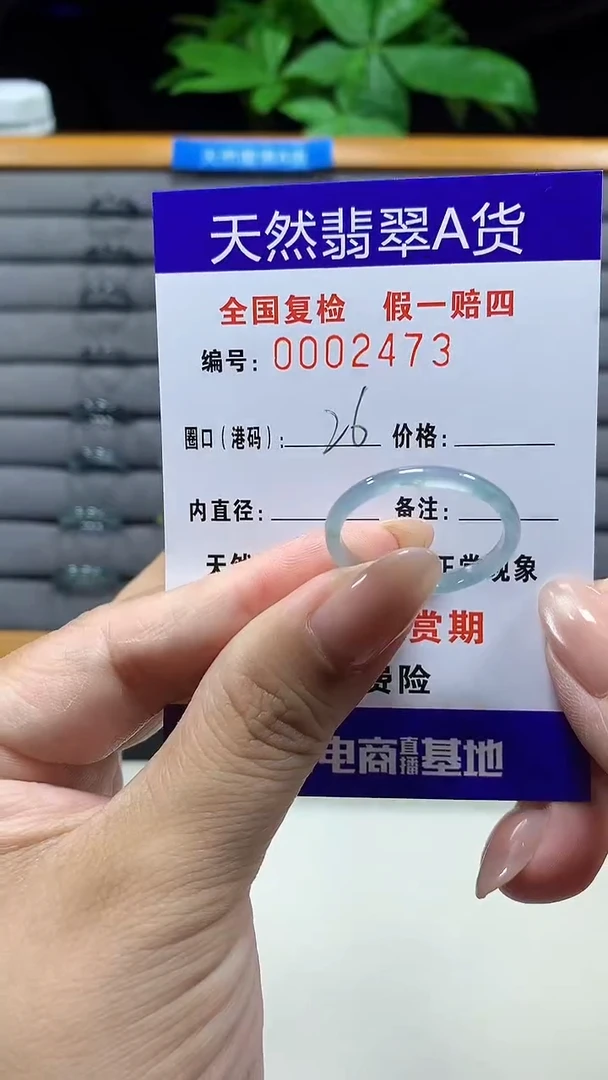 天然翡翠A货
全国复检 假一赔四
编号: 0002473
圈口(港码): 26 价格:
内直径: 备注:
天然 正常现象
赏期
费险
电商直播基地